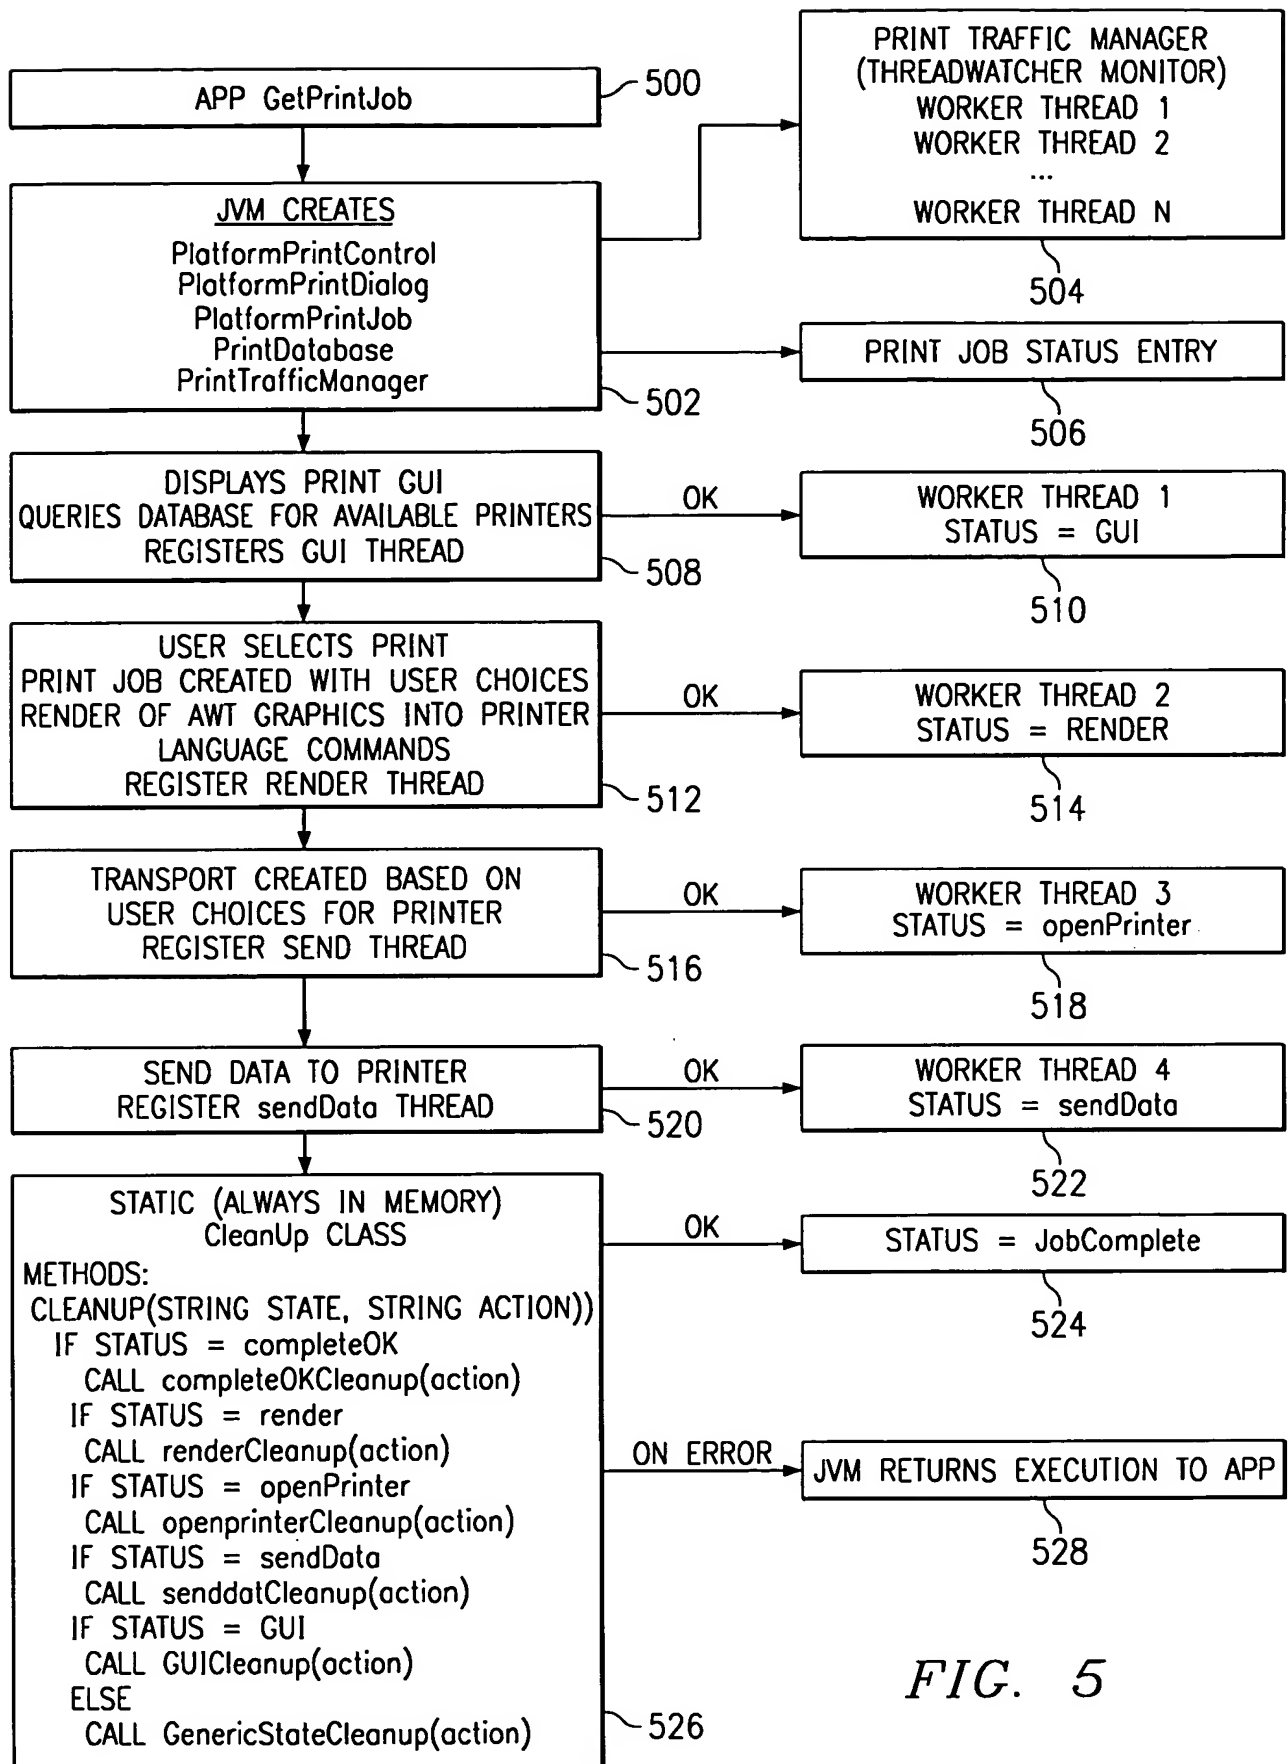 APP GetPrintJob
500
JVM CREATES
PlatformPrintControl
PlatformPrintDialog
PlatformPrintJob
PrintDatabase
PrintTrafficManager
502
PRINT TRAFFIC MANAGER
(THREADWATCHER MONITOR)
WORKER THREAD 1
WORKER THREAD 2
...
WORKER THREAD N
504
PRINT JOB STATUS ENTRY
506
DISPLAYS PRINT GUI
QUERIES DATABASE FOR AVAILABLE PRINTERS
REGISTERS GUI THREAD
508
OK
WORKER THREAD 1
STATUS = GUI
510
USER SELECTS PRINT
PRINT JOB CREATED WITH USER CHOICES
RENDER OF AWT GRAPHICS INTO PRINTER
LANGUAGE COMMANDS
REGISTER RENDER THREAD
512
OK
WORKER THREAD 2
STATUS = RENDER
514
TRANSPORT CREATED BASED ON
USER CHOICES FOR PRINTER
REGISTER SEND THREAD
516
OK
WORKER THREAD 3
STATUS = openPrinter
518
SEND DATA TO PRINTER
REGISTER sendData THREAD
520
OK
WORKER THREAD 4
STATUS = sendData
522
STATIC (ALWAYS IN MEMORY)
CleanUp CLASS
METHODS:
CLEANUP(STRING STATE, STRING ACTION))
IF STATUS = completeOK
CALL completeOKCleanup(action)
IF STATUS = render
CALL renderCleanup(action)
IF STATUS = openPrinter
CALL openprinterCleanup(action)
IF STATUS = sendData
CALL senddatCleanup(action)
IF STATUS = GUI
CALL GUICleanup(action)
ELSE
CALL GenericStateCleanup(action)
526
OK
STATUS = JobComplete
524
ON ERROR
JVM RETURNS EXECUTION TO APP
528
FIG. 5